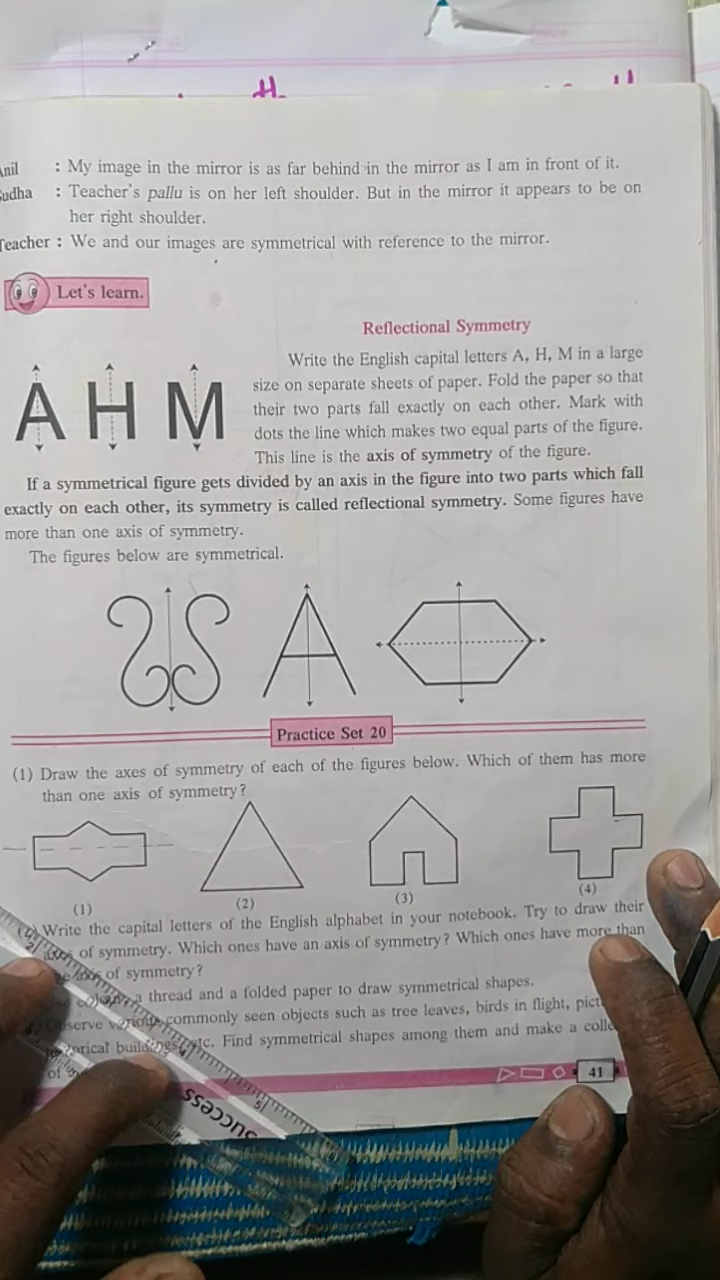 H
Anil : My image in the mirror is as far behind in the mirror as I am in front of it.
Sudha : Teacher's pallu is on her left shoulder. But in the mirror it appears to be on
her right shoulder.
Teacher : We and our images are symmetrical with reference to the mirror.
Let's learn.
Reflectional Symmetry
A H M
Write the English capital letters A, H, M in a large
size on separate sheets of paper. Fold the paper so that
their two parts fall exactly on each other. Mark with
dots the line which makes two equal parts of the figure.
This line is the axis of symmetry of the figure.
If a symmetrical figure gets divided by an axis in the figure into two parts which fall
exactly on each other, its symmetry is called reflectional symmetry. Some figures have
more than one axis of symmetry.
The figures below are symmetrical.
Practice Set 20
(1) Draw the axes of symmetry of each of the figures below. Which of them has more
than one axis of symmetry?
(1) (2) (3) (4)
Write the capital letters of the English alphabet in your notebook. Try to draw their
of symmetry. Which ones have an axis of symmetry? Which ones have more than
of symmetry?
a thread and a folded paper to draw symmetrical shapes.
Observe various commonly seen objects such as tree leaves, birds in flight,
buildings etc. Find symmetrical shapes among them and make a
of
41
success